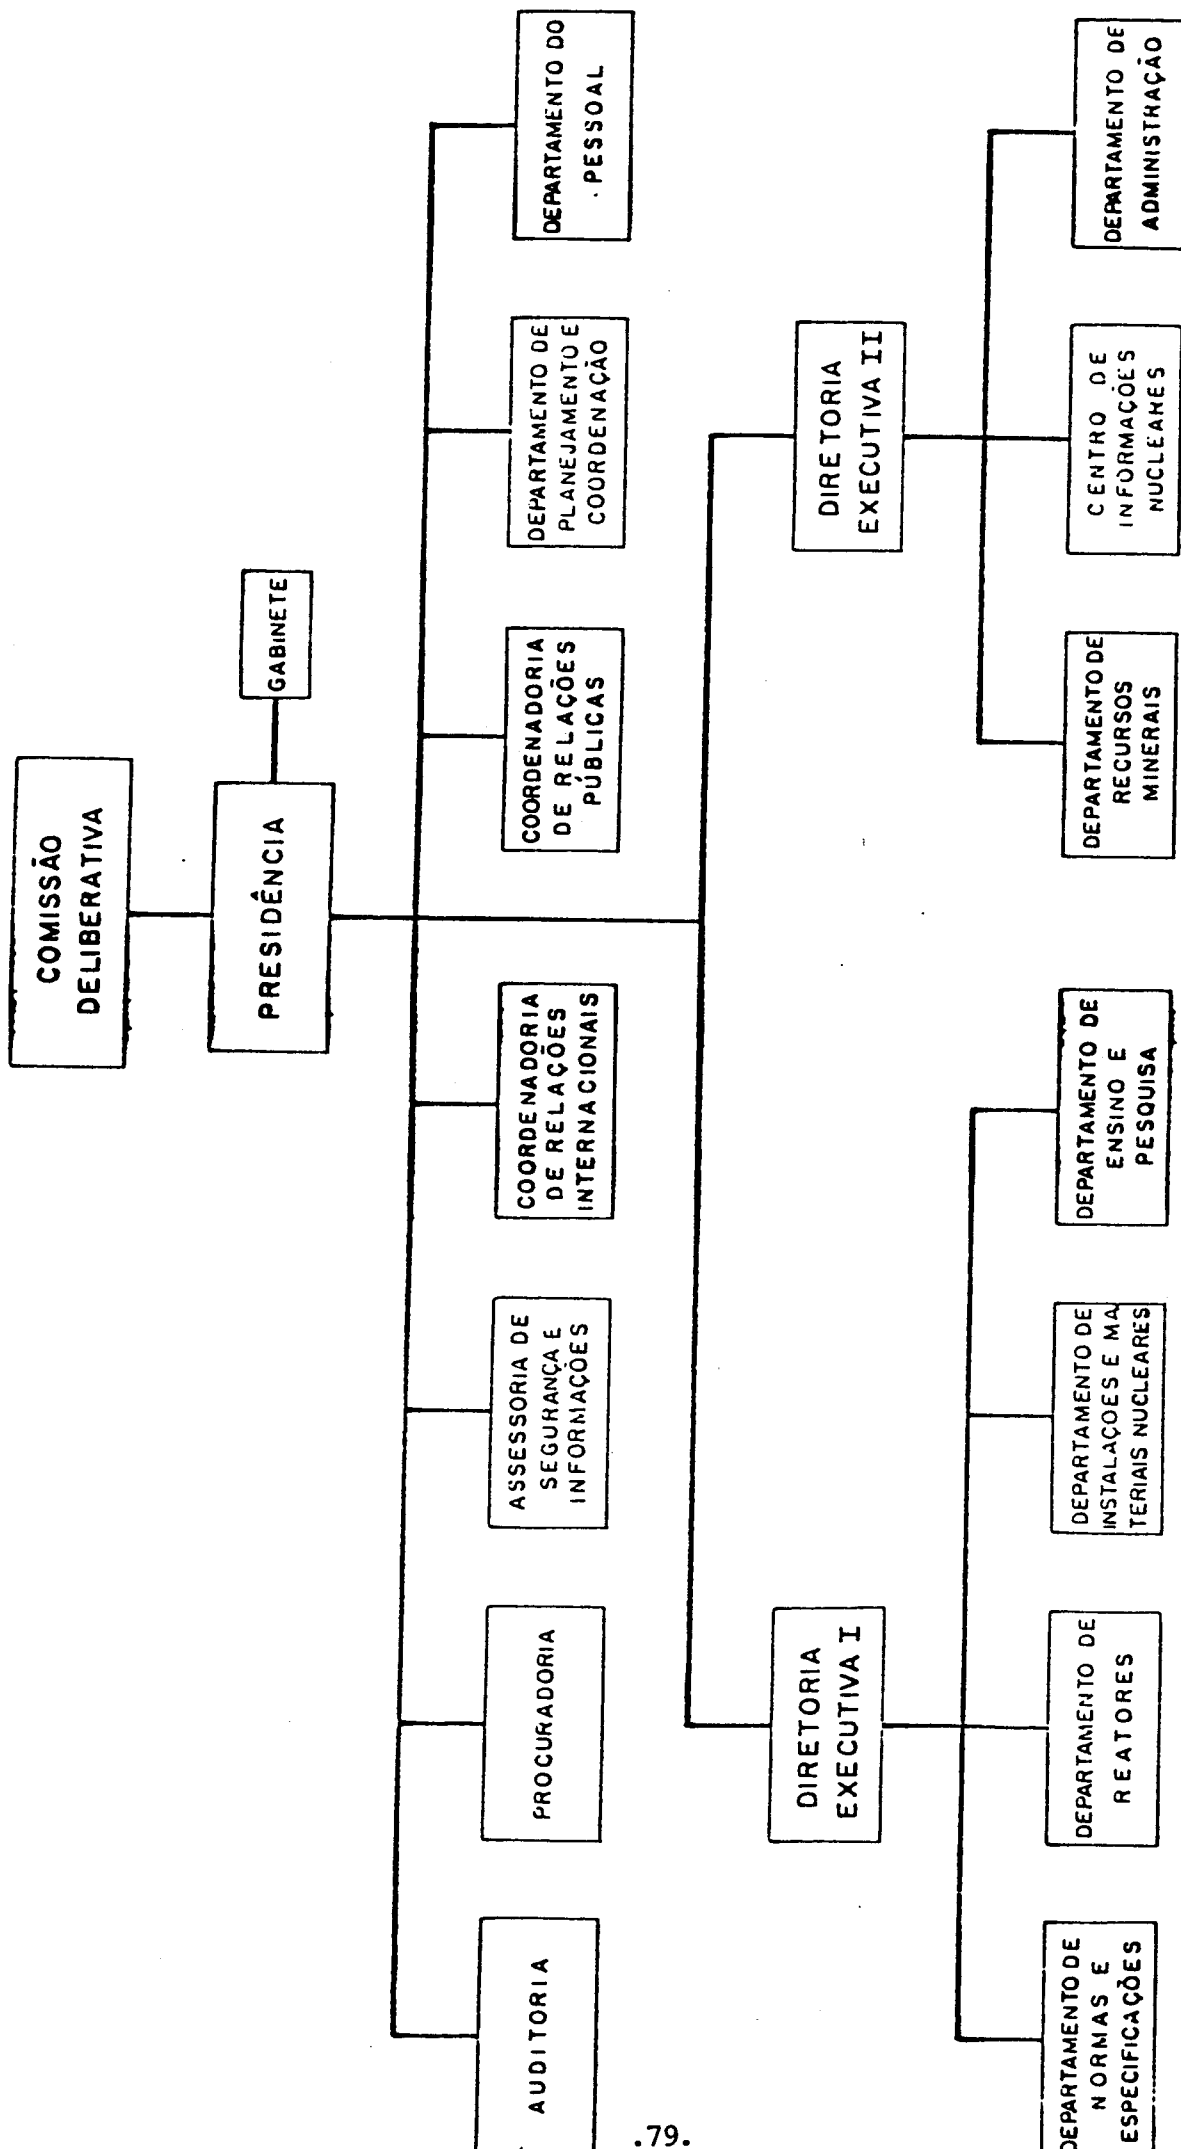 COMISSÃO
DELIBERATIVA
PRESIDÊNCIA
GABINETE
AUDITORIA
PROCURADORIA
ASSESSORIA DE
SEGURANÇA E
INFORMAÇÕES
COORDENADORIA
DE RELAÇÕES
INTERNACIONAIS
COORDENADORIA
DE RELAÇÕES
PÚBLICAS
DEPARTAMENTO DE
PLANEJAMENTO E
COORDENAÇÃO
DEPARTAMENTO DO
PESSOAL
DIRETORIA
EXECUTIVA I
DIRETORIA
EXECUTIVA II
DEPARTAMENTO DE
NORMAS E
ESPECIFICAÇÕES
DEPARTAMENTO DE
REATORES
DEPARTAMENTO DE
INSTALAÇOES E MA
TERIAIS NUCLEARES
DEPARTAMENTO DE
ENSINO E
PESQUISA
DEPARTAMENTO DE
RECURSOS
MINERAIS
CENTRO DE
INFORMAÇÕES
NUCLEARES
DEPARTAMENTO DE
ADMINISTRAÇÃO
.79.